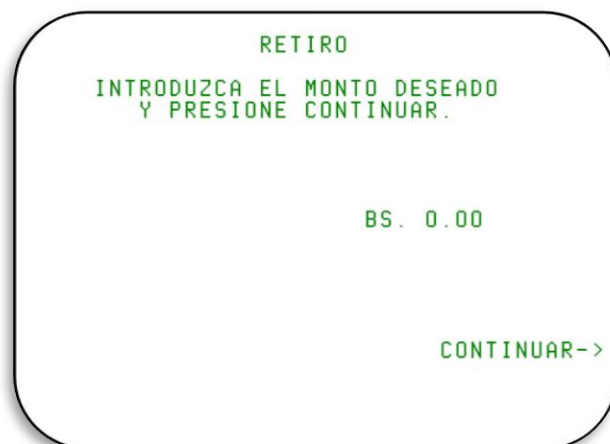 RETIRO
INTRODUZCA EL MONTO DESEADO
Y PRESIONE CONTINUAR.
BS. 0.00
CONTINUAR->